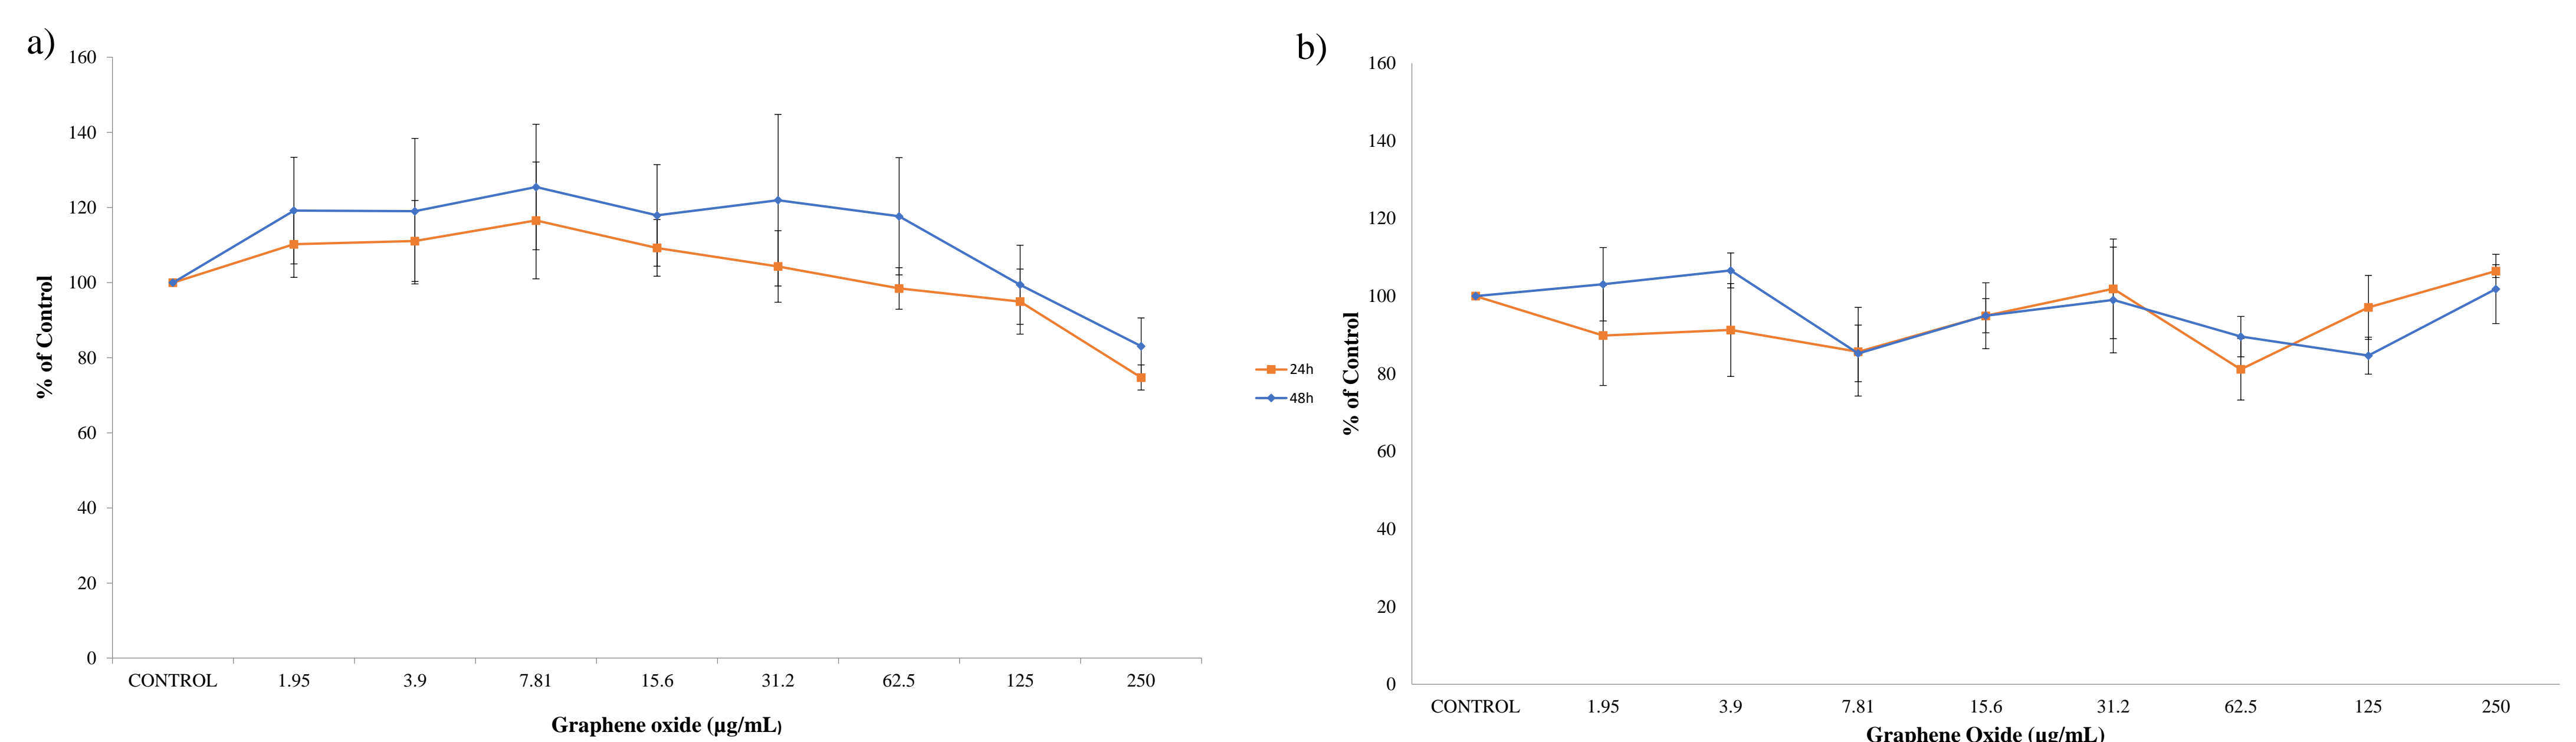 a)
160
140
120
100
80
60
40
20
0
% of Control
CONTROL 1.95 3.9 7.81 15.6 31.2 62.5 125 250
Graphene oxide (µg/mL)
24h
48h
b)
160
140
120
100
80
60
40
20
0
% of Control
CONTROL 1.95 3.9 7.81 15.6 31.2 62.5 125 250
Graphene Oxide (µg/mL)